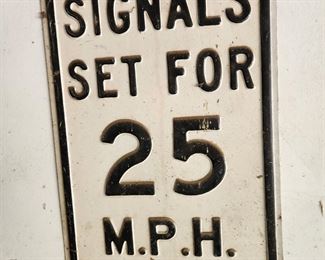 SIGNALS
SET FOR
25
M.P.H.